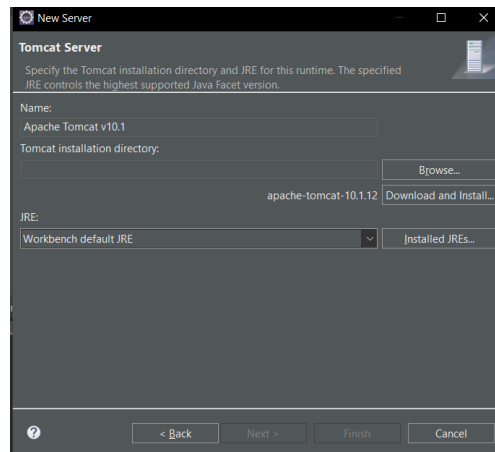 New Server
Tomcat Server
Specify the Tomcat installation directory and JRE for this runtime. The specified
JRE controls the highest supported Java Facet version.
Name:
Apache Tomcat v10.1
Tomcat installation directory:
Browse...
apache-tomcat-10.1.12 Download and Install...
JRE:
Workbench default JRE
Installed JREs...
? < Back Next > Finish Cancel